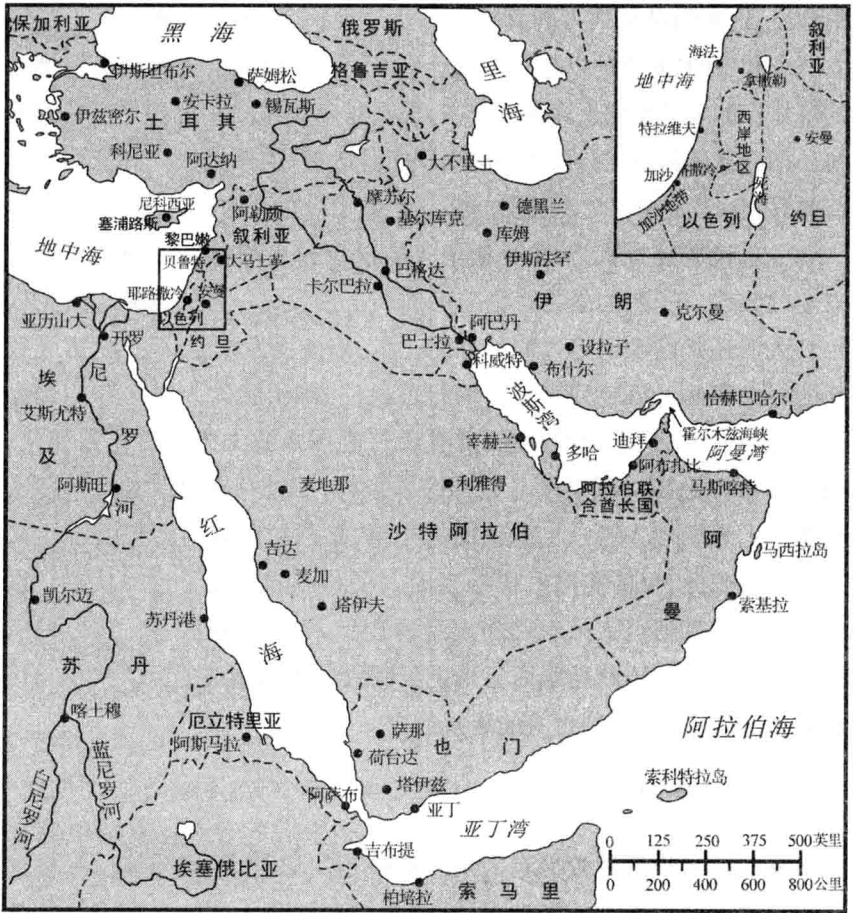 保加利亚
黑海
俄罗斯
伊斯坦布尔
萨姆松
格鲁吉亚
里海
伊兹密尔
安卡拉
锡瓦斯
土耳其
科尼亚
阿达纳
大不里士
尼科西亚
塞浦路斯
阿勒颇
摩苏尔
基尔库克
德黑兰
库姆
地中海
黎巴嫩
叙利亚
贝鲁特
大马士革
巴格达
伊斯法罕
卡尔巴拉
耶路撒冷
安曼
以色列
约旦
伊朗
克尔曼
亚历山大
开罗
巴士拉
阿巴丹
设拉子
科威特
布什尔
埃及
尼罗河
艾斯尤特
波斯湾
恰赫巴哈尔
霍尔木兹海峡
宰赫兰
多哈
迪拜
阿曼湾
阿布扎比
阿斯旺
麦地那
利雅得
阿拉伯联
合酋长国
马斯喀特
红海
沙特阿拉伯
阿曼
马西拉岛
吉达
麦加
塔伊夫
凯尔迈
苏丹港
索基拉
苏丹
喀土穆
厄立特里亚
阿斯马拉
萨那
荷台达
也门
阿拉伯海
白尼罗河
蓝尼罗河
塔伊兹
索科特拉岛
阿萨布
亚丁
亚丁湾
吉布提
埃塞俄比亚
柏培拉
索马里
0 125 250 375 500英里
0 200 400 600 800公里
海法
叙利亚
地中海
拿撒勒
特拉维夫
西岸地区
安曼
加沙
撒冷
死海
加沙地带
以色列
约旦